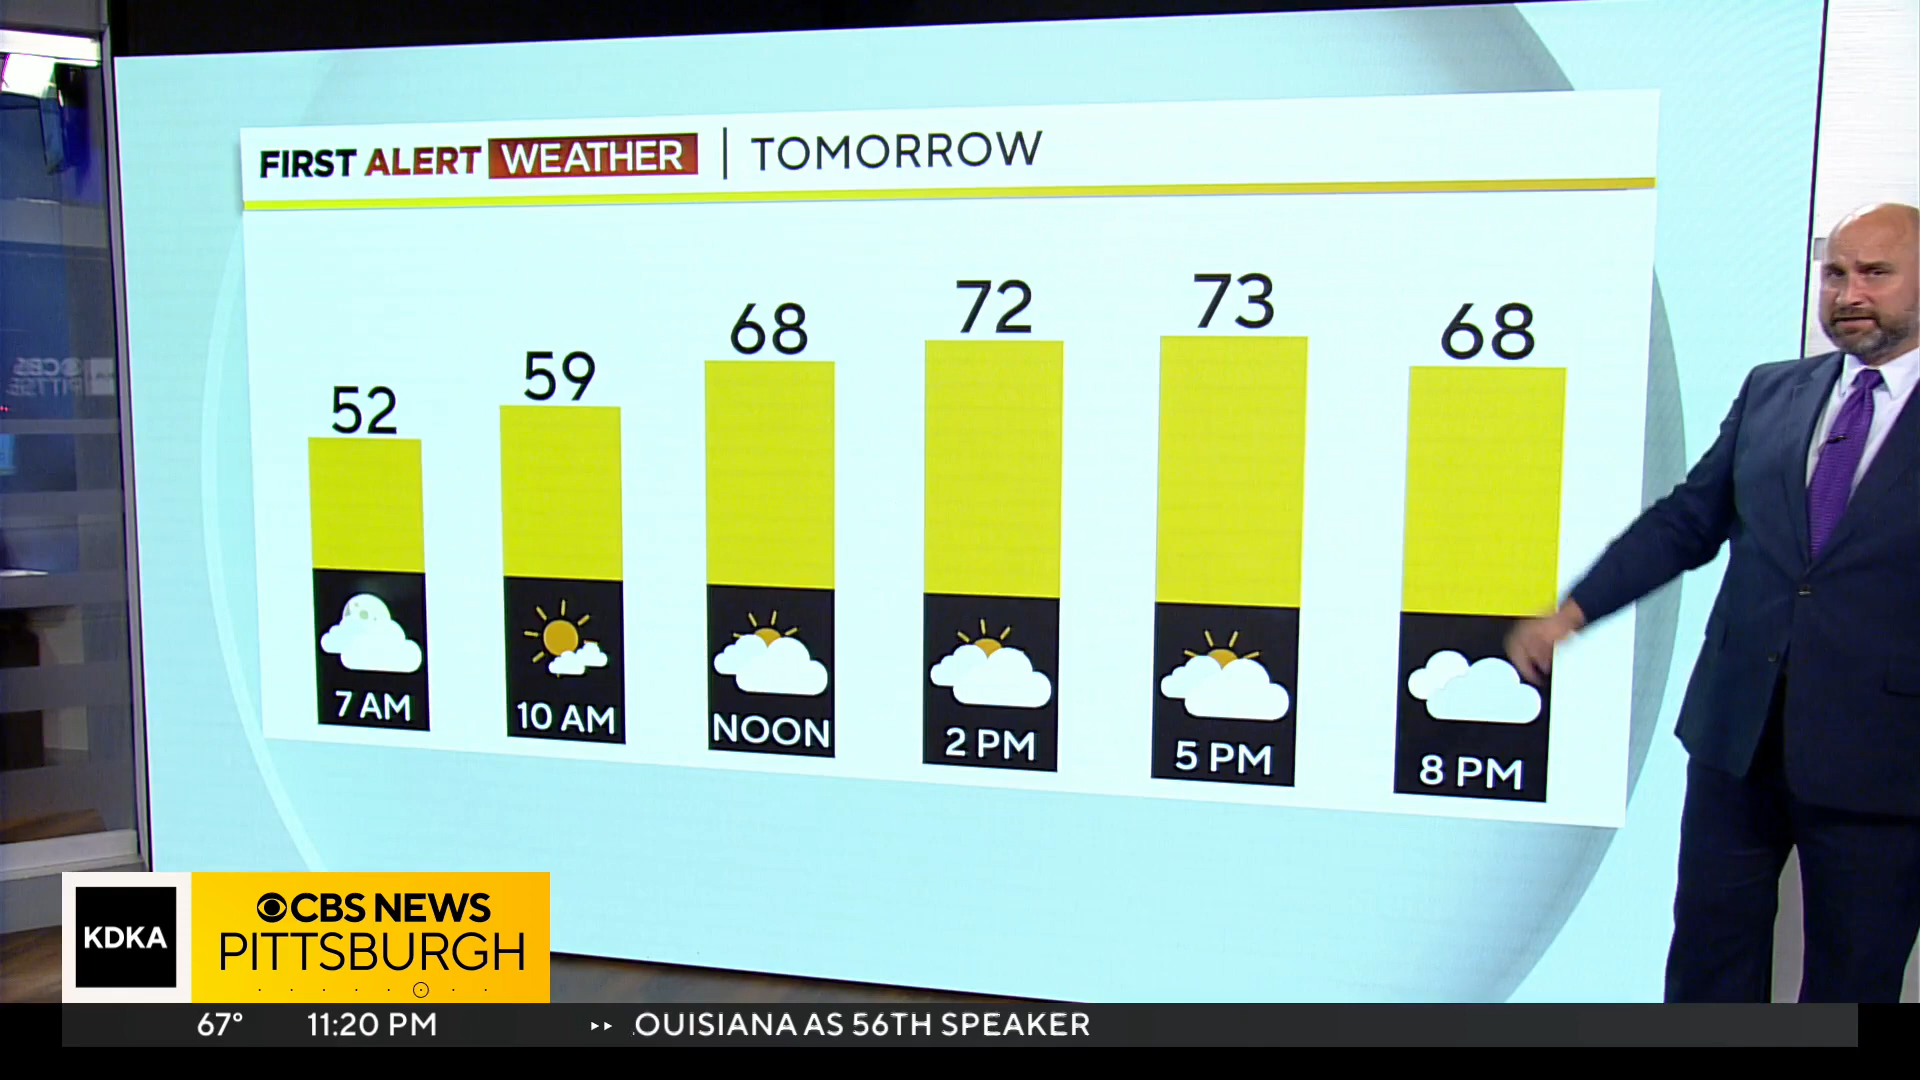 FIRST ALERT WEATHER | TOMORROW
52
59
68
72
73
68
7 AM
10 AM
NOON
2 PM
5 PM
8 PM
KDKA
CBS NEWS
PITTSBURGH
67° 11:20 PM OUISIANA AS 56TH SPEAKER